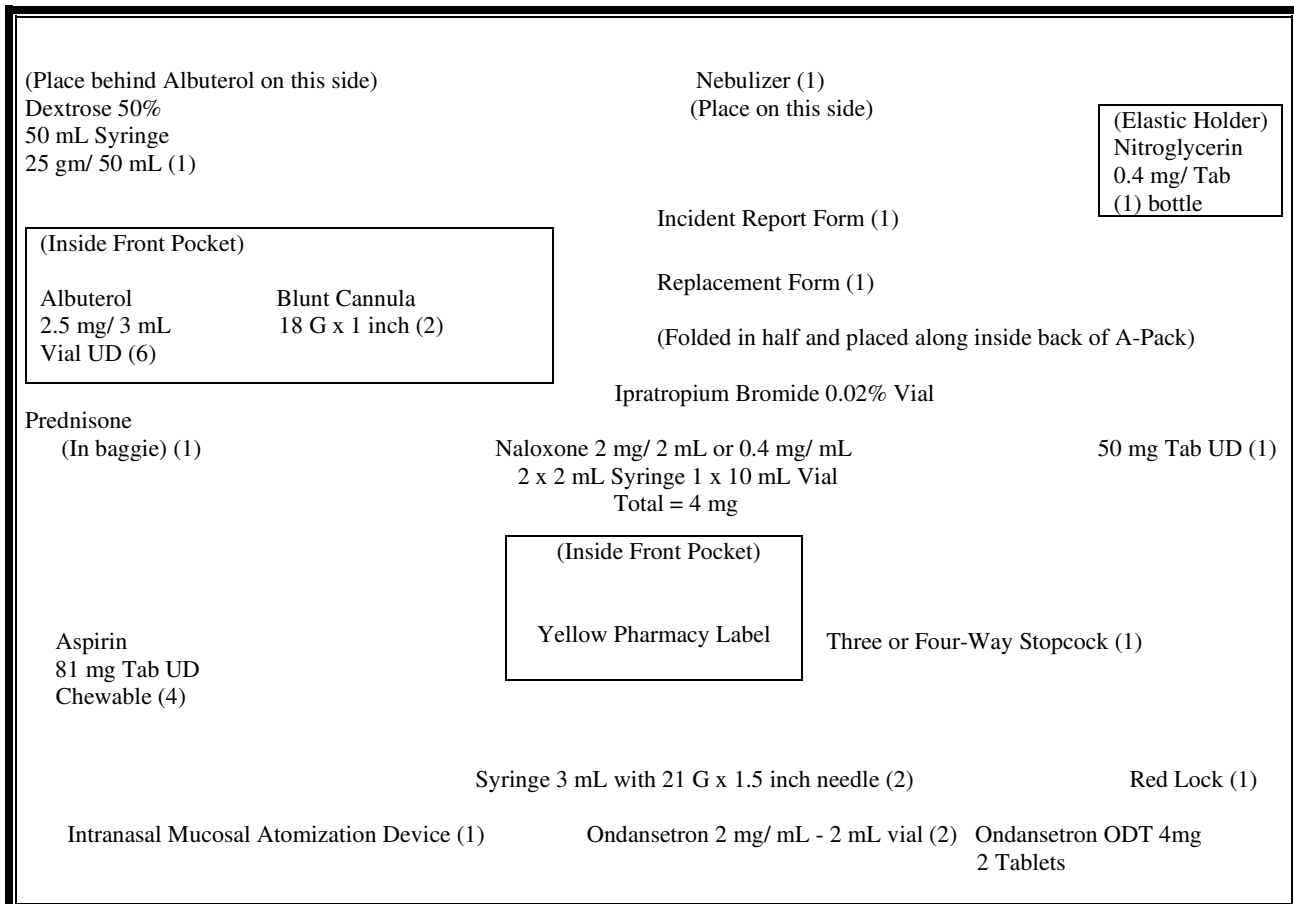 (Place behind Albuterol on this side)
Nebulizer (1)
Dextrose 50%
(Place on this side)
50 mL Syringe
25 gm/ 50 mL (1)
(Elastic Holder)
Nitroglycerin
0.4 mg/ Tab
(1) bottle
Incident Report Form (1)
(Inside Front Pocket)
Albuterol
Blunt Cannula
2.5 mg/ 3 mL
18 G x 1 inch (2)
Vial UD (6)
Replacement Form (1)
(Folded in half and placed along inside back of A-Pack)
Ipratropium Bromide 0.02% Vial
Prednisone
(In baggie) (1)
Naloxone 2 mg/ 2 mL or 0.4 mg/ mL
50 mg Tab UD (1)
2 x 2 mL Syringe 1 x 10 mL Vial
Total = 4 mg
(Inside Front Pocket)
Yellow Pharmacy Label
Aspirin
81 mg Tab UD
Chewable (4)
Three or Four-Way Stopcock (1)
Syringe 3 mL with 21 G x 1.5 inch needle (2)
Red Lock (1)
Intranasal Mucosal Atomization Device (1)
Ondansetron 2 mg/ mL - 2 mL vial (2)
Ondansetron ODT 4mg
2 Tablets